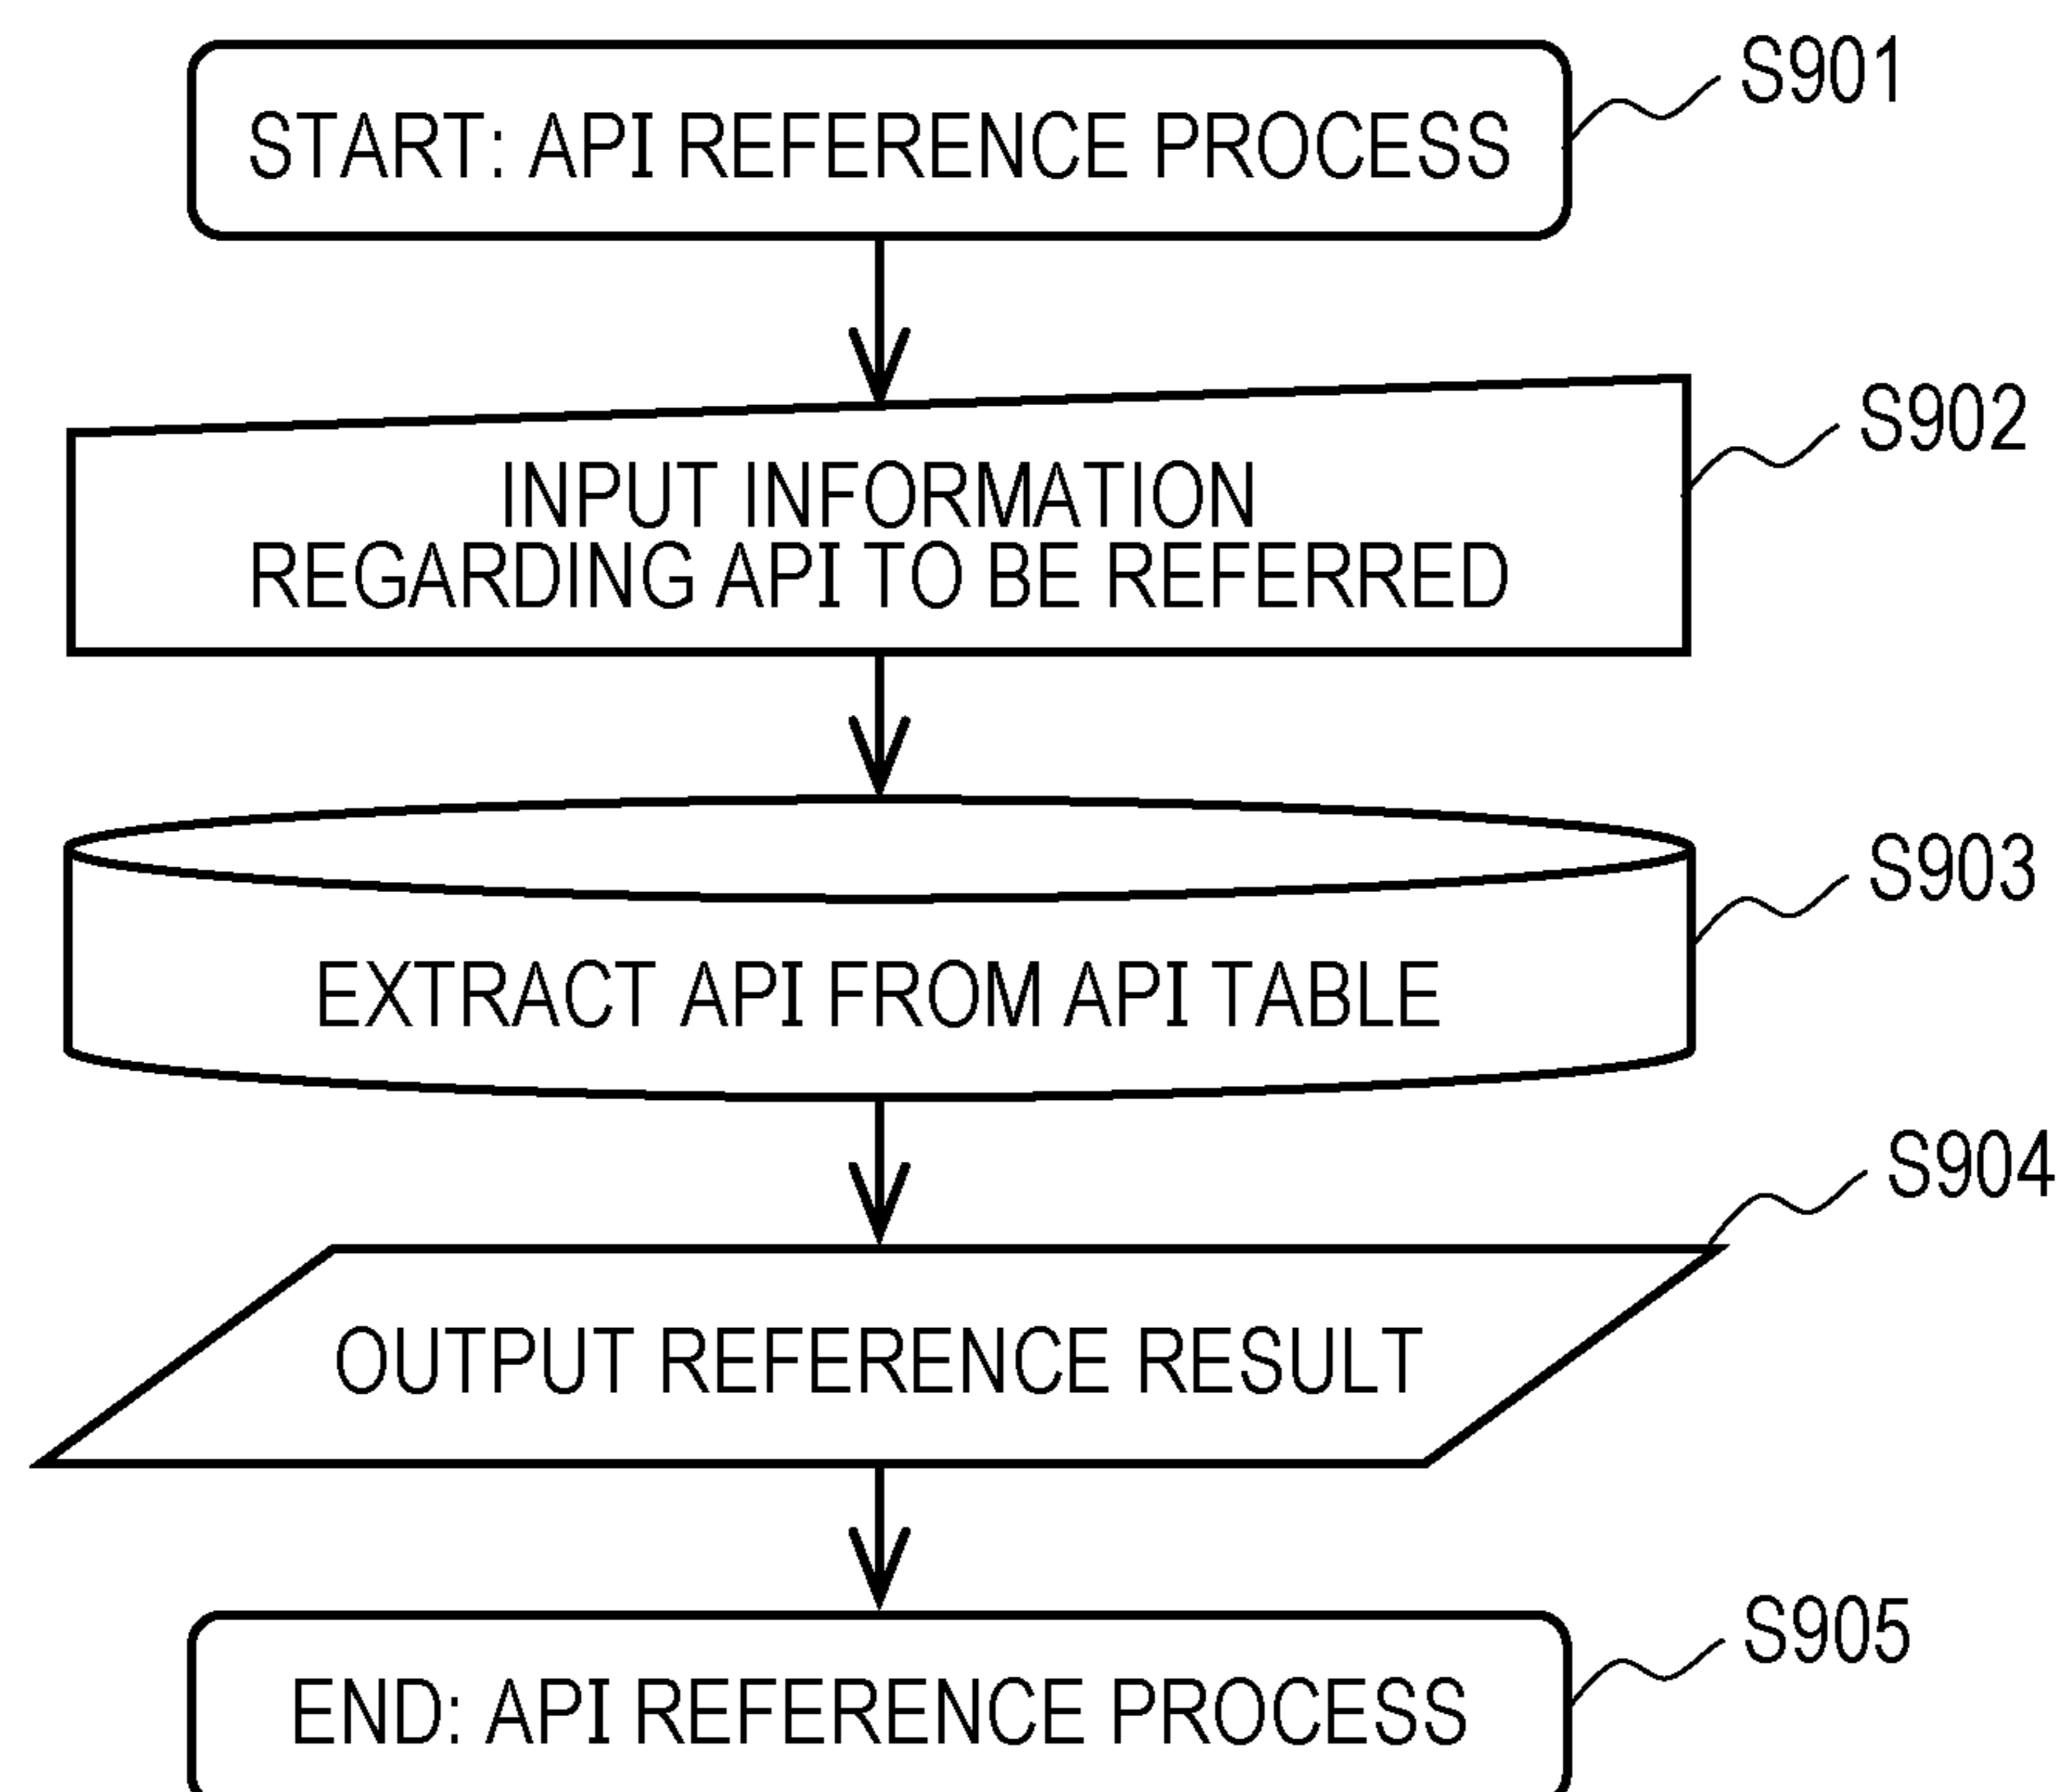 START: API REFERENCE PROCESS
S901
INPUT INFORMATION
REGARDING API TO BE REFERRED
S902
EXTRACT API FROM API TABLE
S903
OUTPUT REFERENCE RESULT
S904
END: API REFERENCE PROCESS
S905